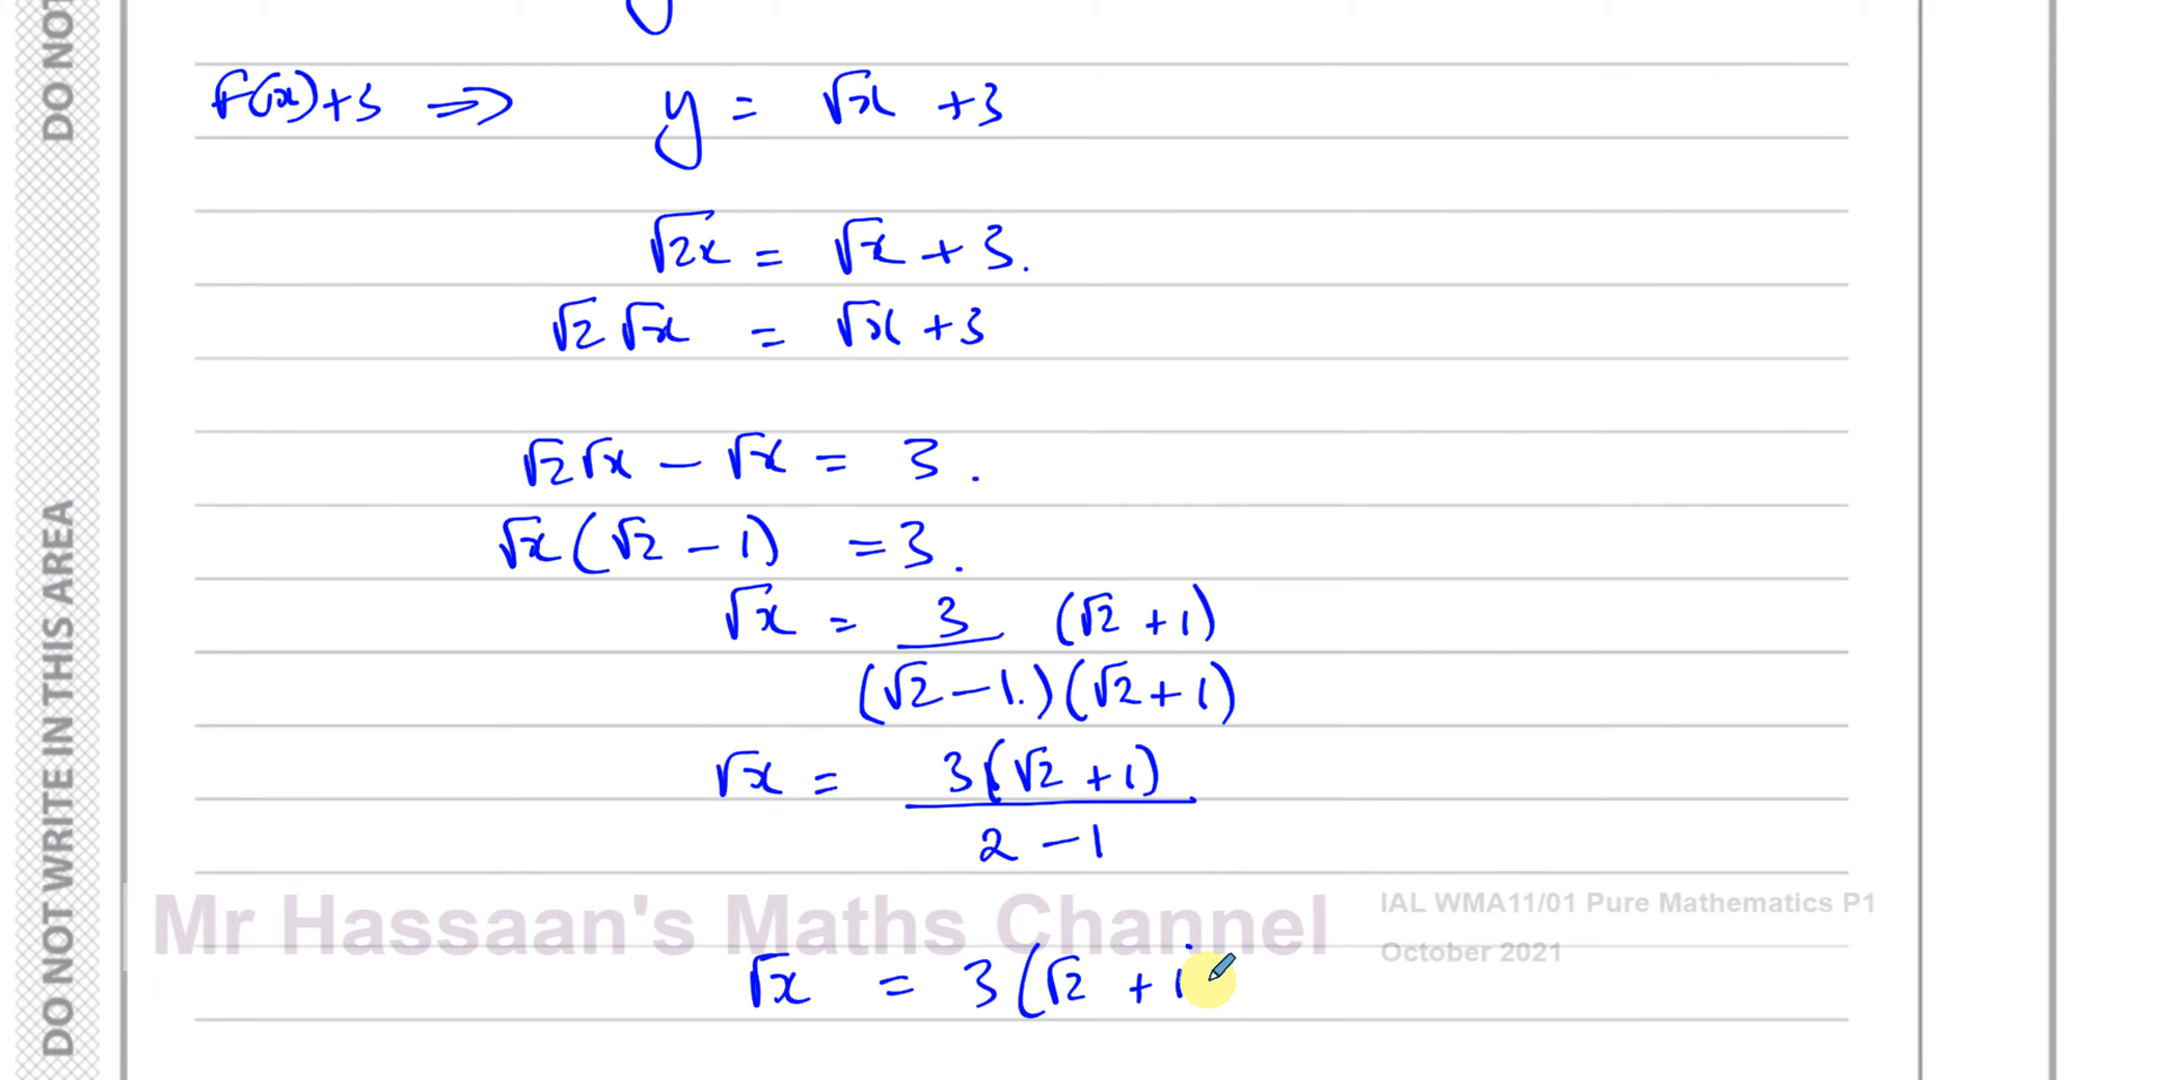 DO NOT
f(x)+3 ⇒ y = √x +3
√2x = √x + 3.
√2 √x = √x +3
√2√x − √x = 3.
√x(√2 − 1) = 3.
√x = 3 (√2 + 1)
(√2 − 1.)(√2 + 1)
√x = 3(√2 + 1)
2 − 1
DO NOT WRITE IN THIS AREA
Mr Hassaan's Maths Channel
IAL WMA11/01 Pure Mathematics P1
October 2021
√x = 3(√2 + 1